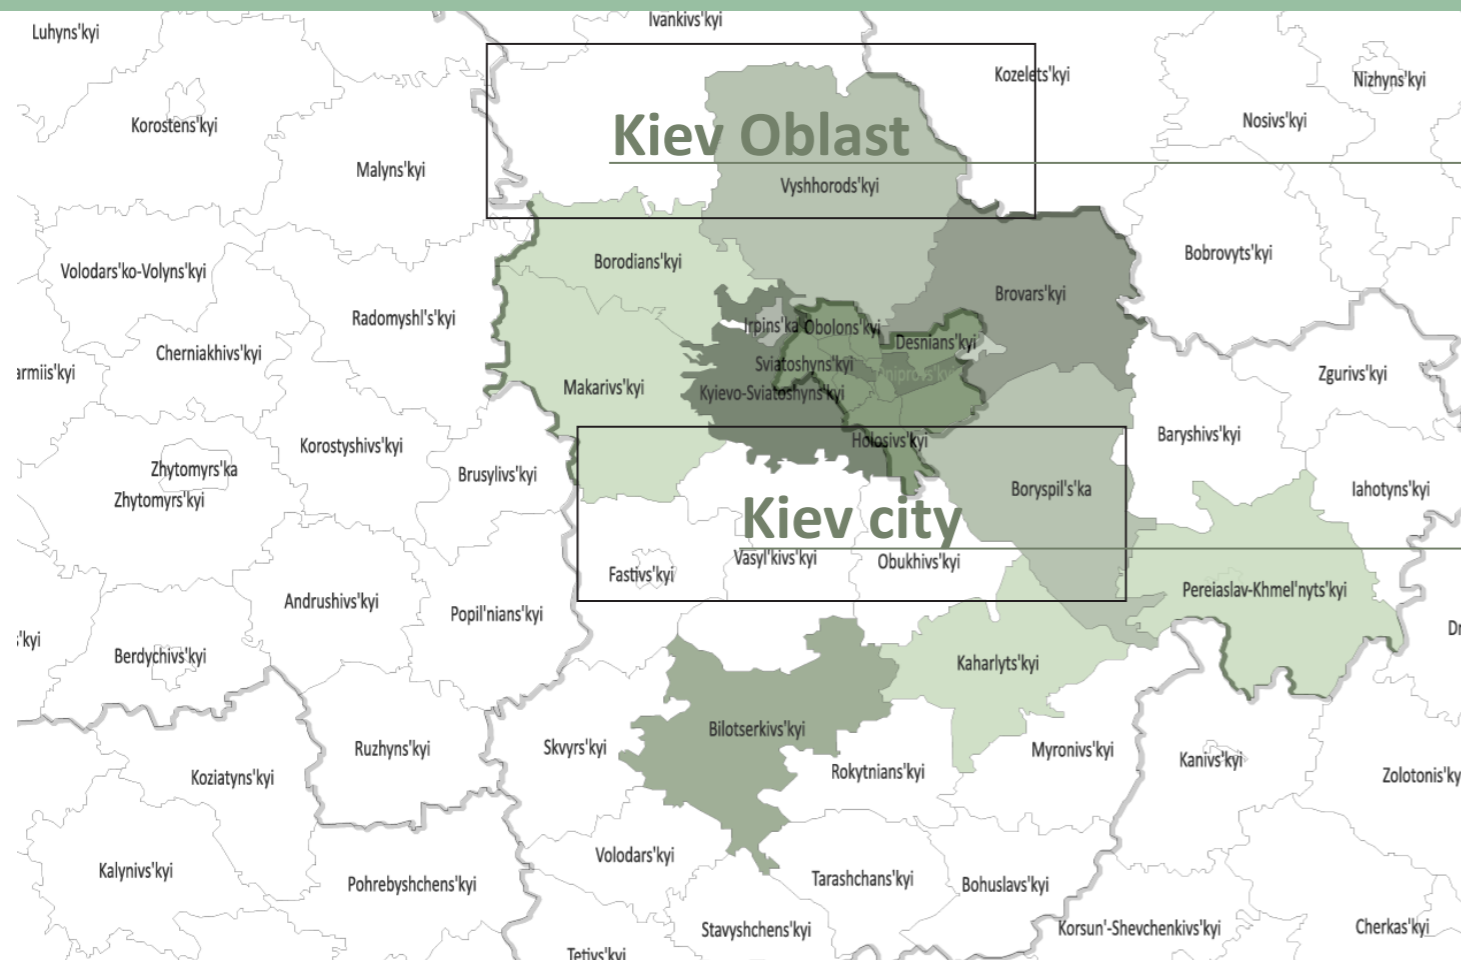 Luhyns'kyi
Ivankivs'kyi
Kozelets'kyi
Nizhyns'kyi
Korostens'kyi
Nosivs'kyi
Kiev Oblast
Malyns'kyi
Vyshhorods'kyi
Volodars'ko-Volyns'kyi
Borodians'kyi
Bobrovyts'kyi
Brovars'kyi
Radomyshl's'kyi
Irpins'ka
Obolons'kyi
Desnians'kyi
Cherniakhivs'kyi
Sviatoshyns'kyi
Dniprovs'kyi
armiis'kyi
Zgurivs'kyi
Makarivs'kyi
Kyievo-Sviatoshyns'kyi
Korostyshivs'kyi
Holosivs'kyi
Baryshivs'kyi
Zhytomyrs'ka
Brusylivs'kyi
Zhytomyrs'kyi
Boryspil's'ka
Iahotyns'kyi
Kiev city
Vasyl'kivs'kyi
Obukhivs'kyi
Fastivs'kyi
Pereiaslav-Khmel'nyts'kyi
Andrushivs'kyi
Popil'nians'kyi
s'kyi
Dr
Berdychivs'kyi
Kaharlyts'kyi
Bilotserkivs'kyi
Ruzhyns'kyi
Skvyrs'kyi
Myronivs'kyi
Kanivs'kyi
Koziatyns'kyi
Rokytnians'kyi
Zolotonis'ky
Volodars'kyi
Kalynivs'kyi
Pohrebyshchens'kyi
Tarashchans'kyi
Bohuslavs'kyi
Stavyshchens'kyi
Korsun'-Shevchenkivs'kyi
Cherkas'kyi
Tetivs'kyi